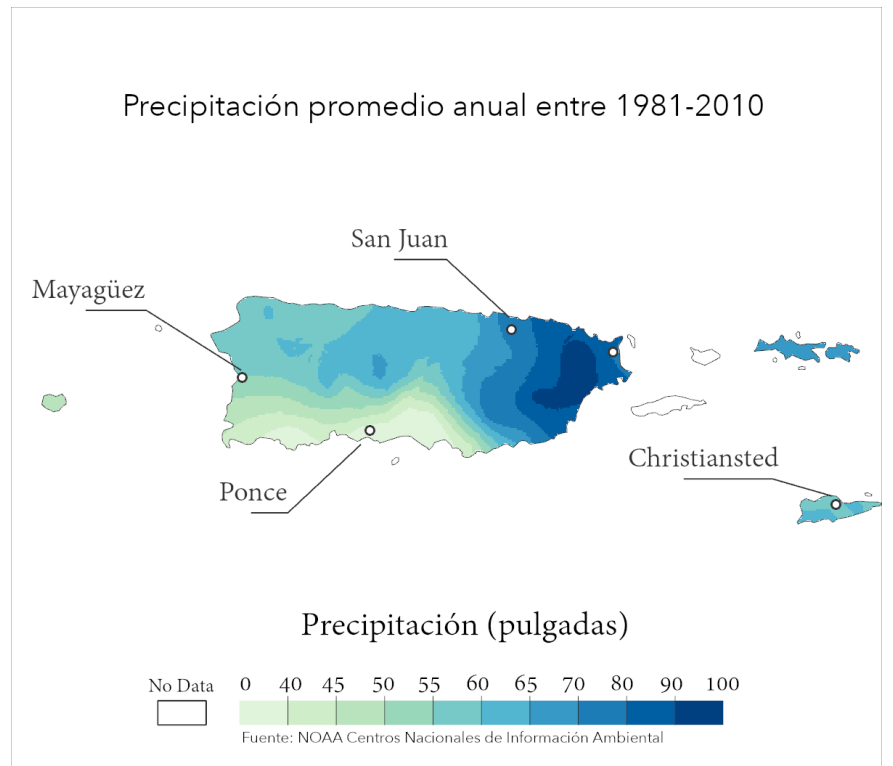 Precipitación promedio anual entre 1981-2010
San Juan
Mayagüez
Christiansted
Ponce
Precipitación (pulgadas)
No Data 0 40 45 50 55 60 65 70 80 90 100
Fuente: NOAA Centros Nacionales de Información Ambiental